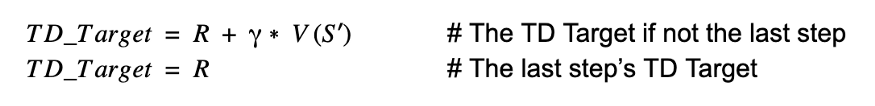 TD_Target = R + γ * V(S′) # The TD Target if not the last step
TD_Target = R # The last step’s TD Target